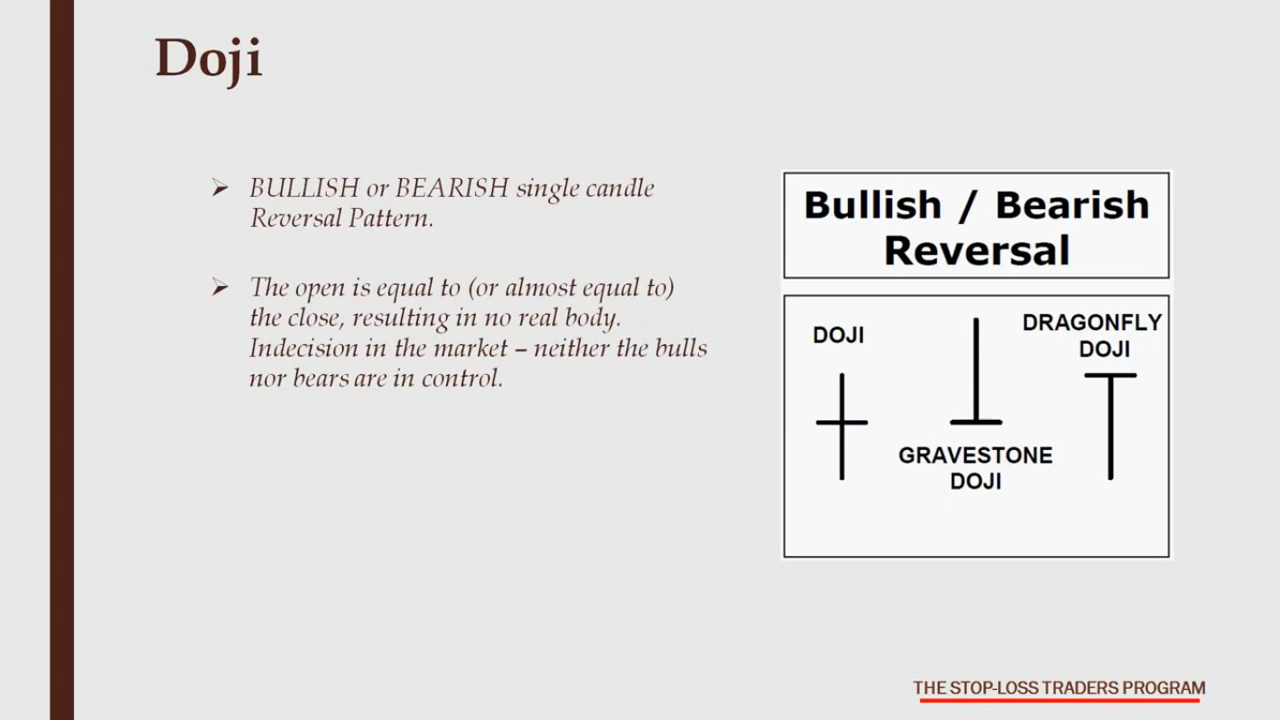 Doji
BULLISH or BEARISH single candle
Reversal Pattern.
The open is equal to (or almost equal to)
the close, resulting in no real body.
Indecision in the market – neither the bulls
nor bears are in control.
Bullish / Bearish
Reversal
DOJI
GRAVESTONE
DOJI
DRAGONFLY
DOJI
THE STOP-LOSS TRADERS PROGRAM